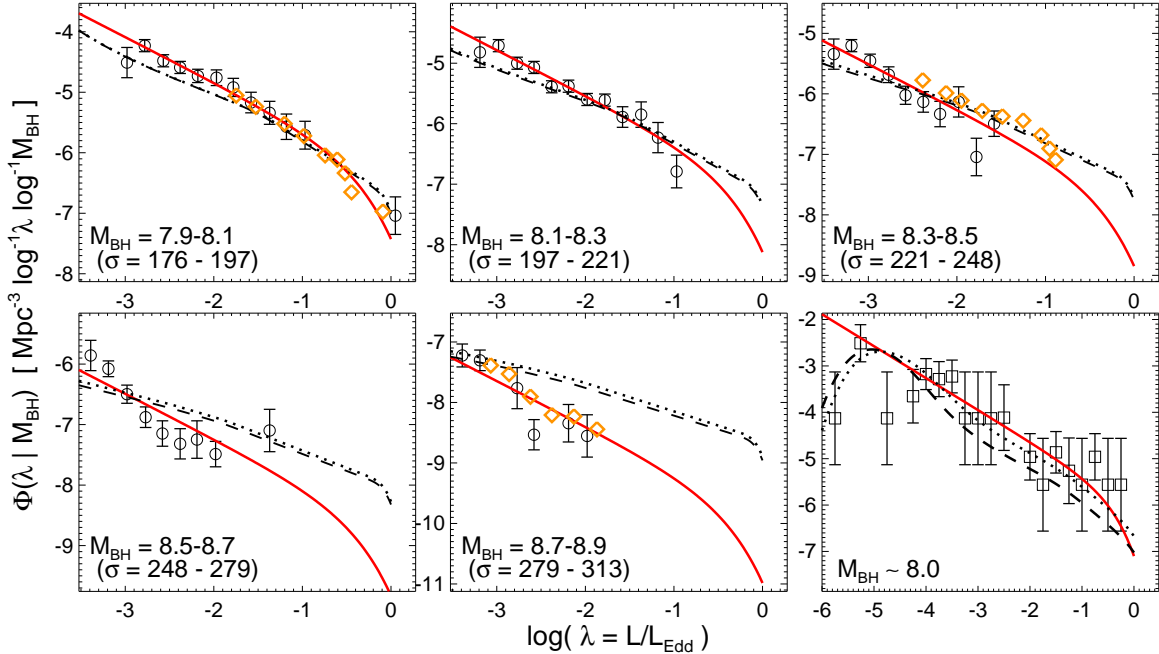 Φ(λ | M_BH) [ Mpc⁻³ log⁻¹λ log⁻¹M_BH ]
-4
-5
-6
-7
-8
-3 -2 -1 0
M_BH = 7.9-8.1
(σ = 176 - 197)
-4
-5
-6
-7
-8
-3 -2 -1 0
M_BH = 8.1-8.3
(σ = 197 - 221)
-5
-6
-7
-8
-9
-3 -2 -1 0
M_BH = 8.3-8.5
(σ = 221 - 248)
-6
-7
-8
-9
-3 -2 -1 0
M_BH = 8.5-8.7
(σ = 248 - 279)
-7
-8
-9
-10
-11
-3 -2 -1 0
M_BH = 8.7-8.9
(σ = 279 - 313)
-2
-3
-4
-5
-6
-7
-6 -5 -4 -3 -2 -1 0
M_BH ~ 8.0
log( λ = L/L_Edd )